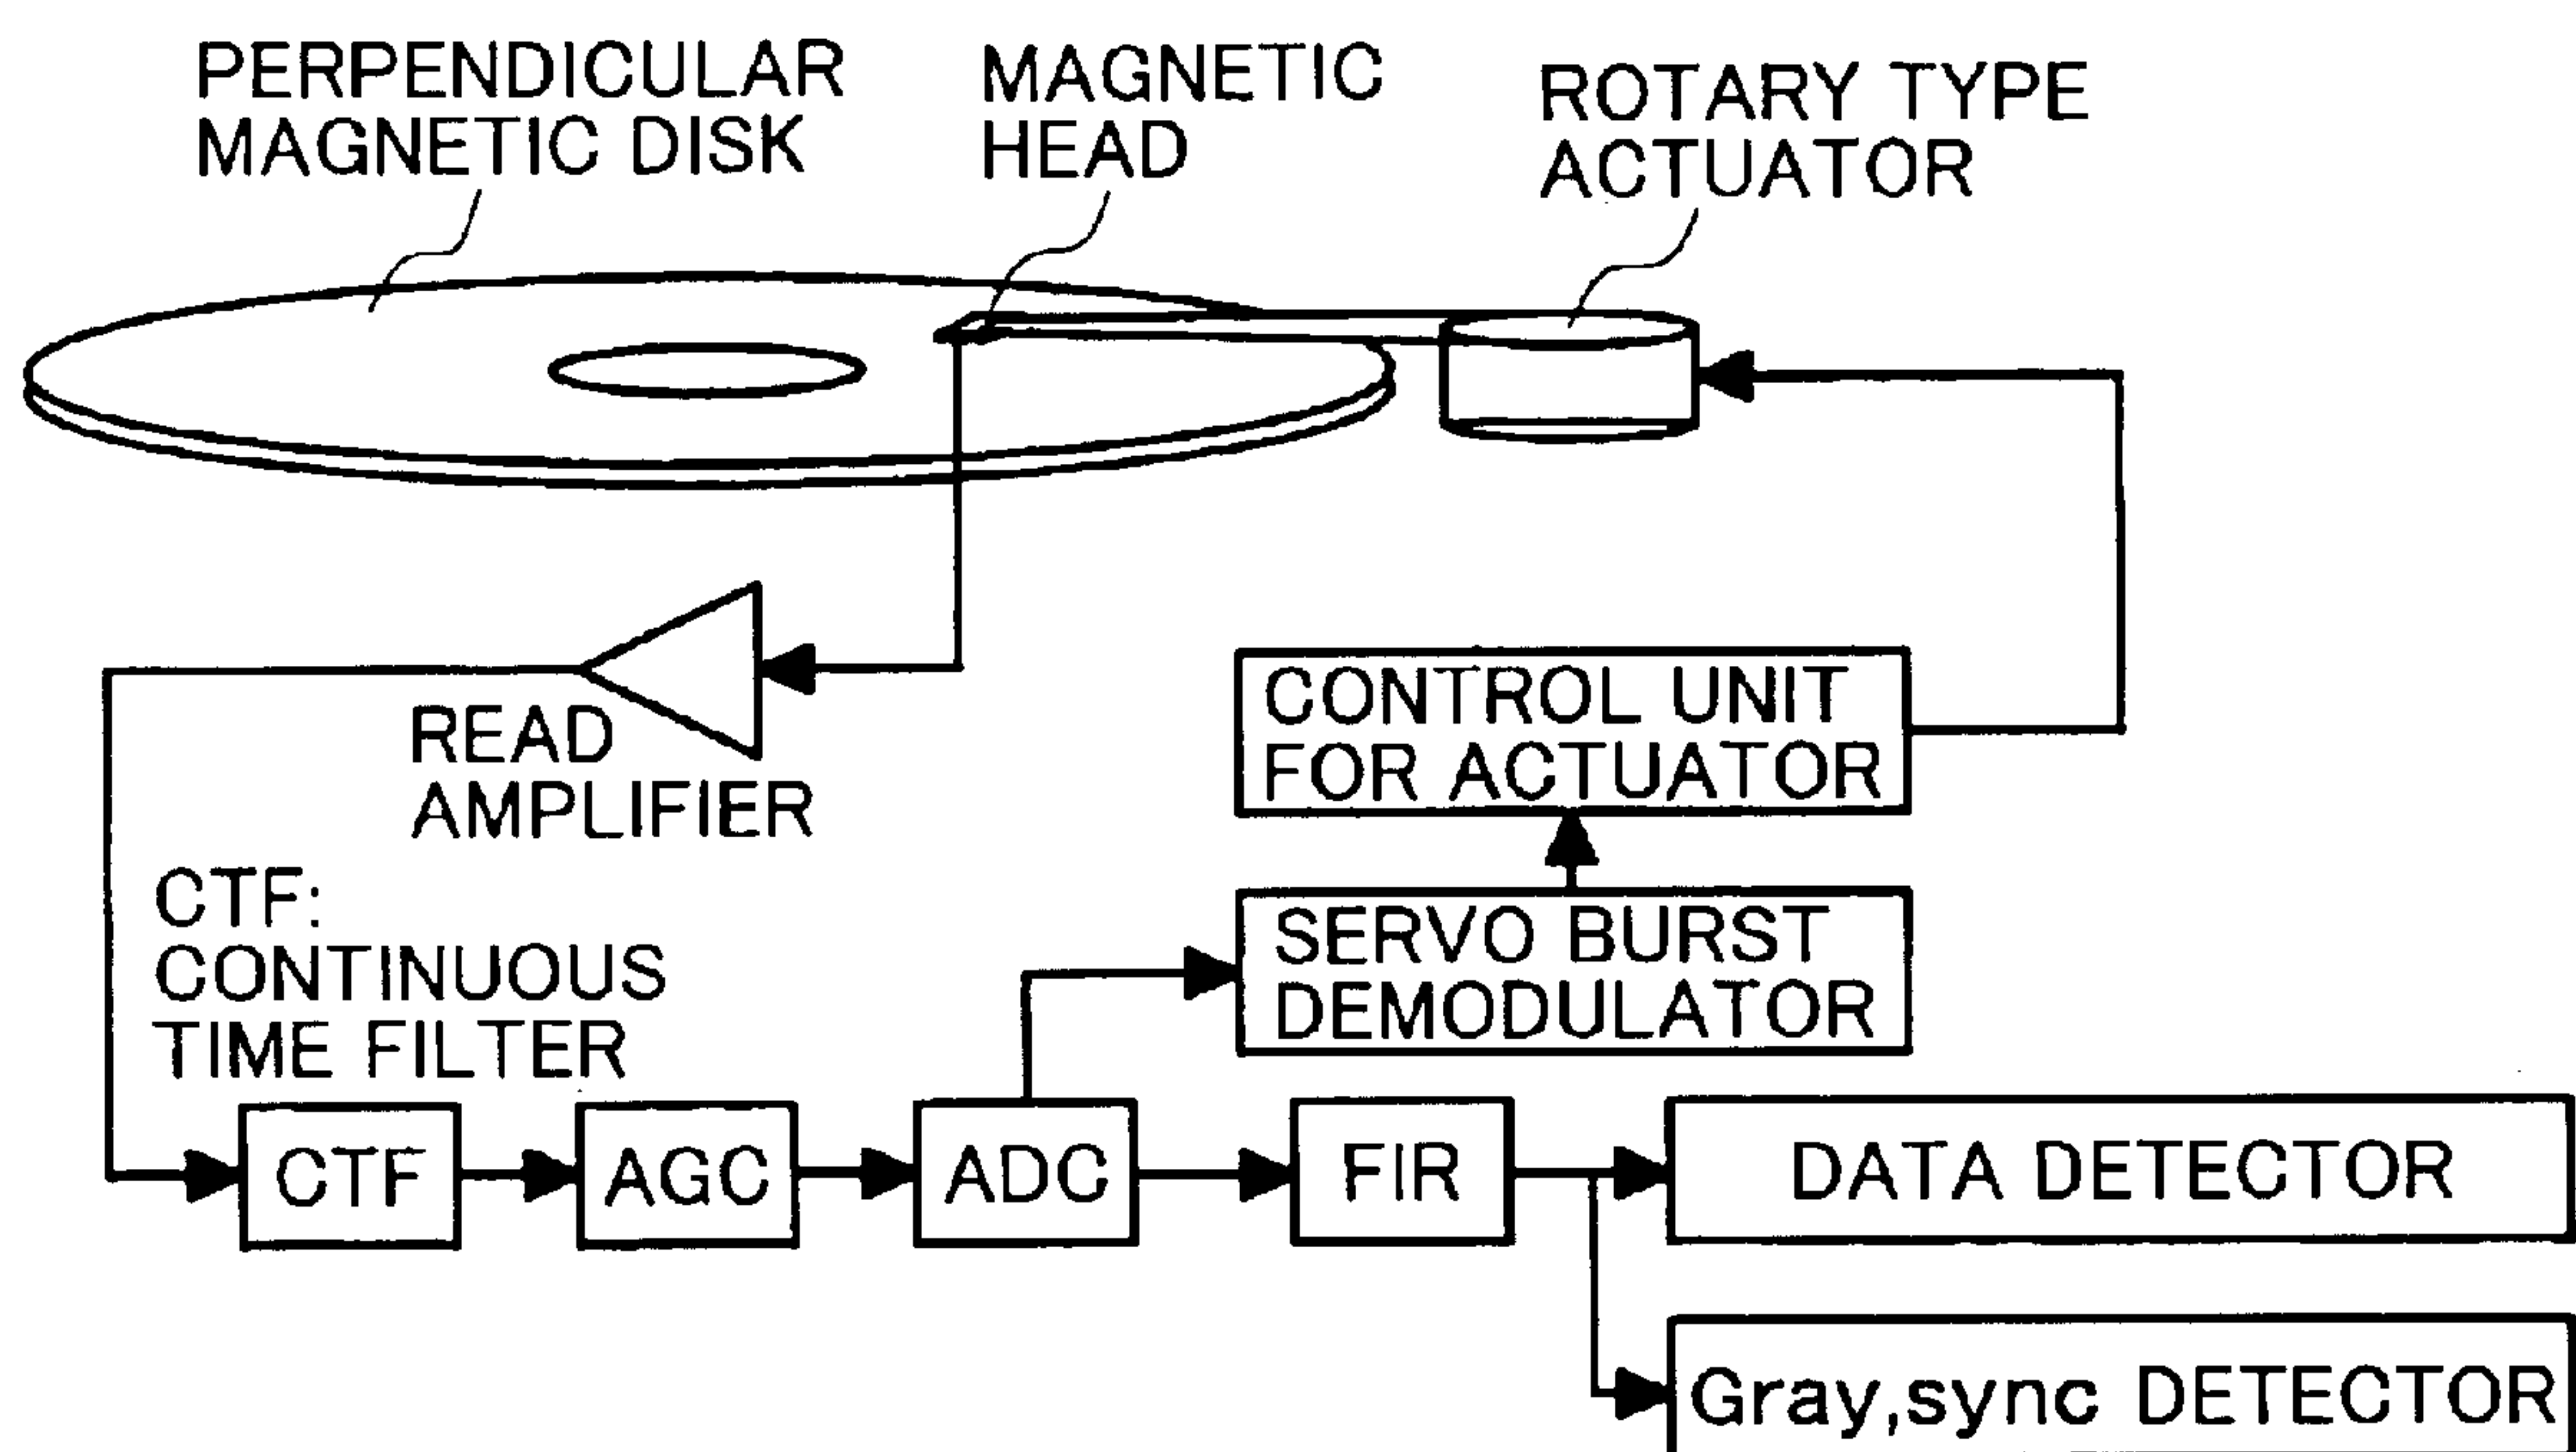 PERPENDICULAR
MAGNETIC DISK
MAGNETIC
HEAD
ROTARY TYPE
ACTUATOR
READ
AMPLIFIER
CONTROL UNIT
FOR ACTUATOR
CTF:
CONTINUOUS
TIME FILTER
SERVO BURST
DEMODULATOR
CTF
AGC
ADC
FIR
DATA DETECTOR
Gray,sync DETECTOR